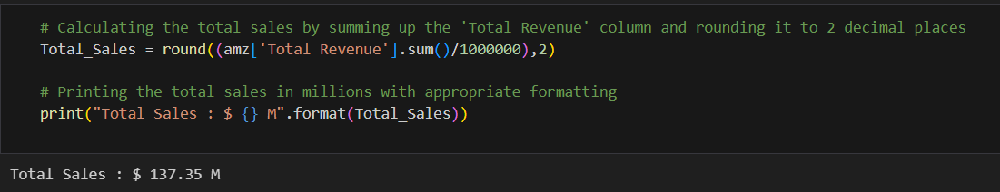 # Calculating the total sales by summing up the 'Total Revenue' column and rounding it to 2 decimal places
Total_Sales = round((amz['Total Revenue'].sum()/1000000),2)
# Printing the total sales in millions with appropriate formatting
print("Total Sales : $ {} M".format(Total_Sales))
Total Sales : $ 137.35 M